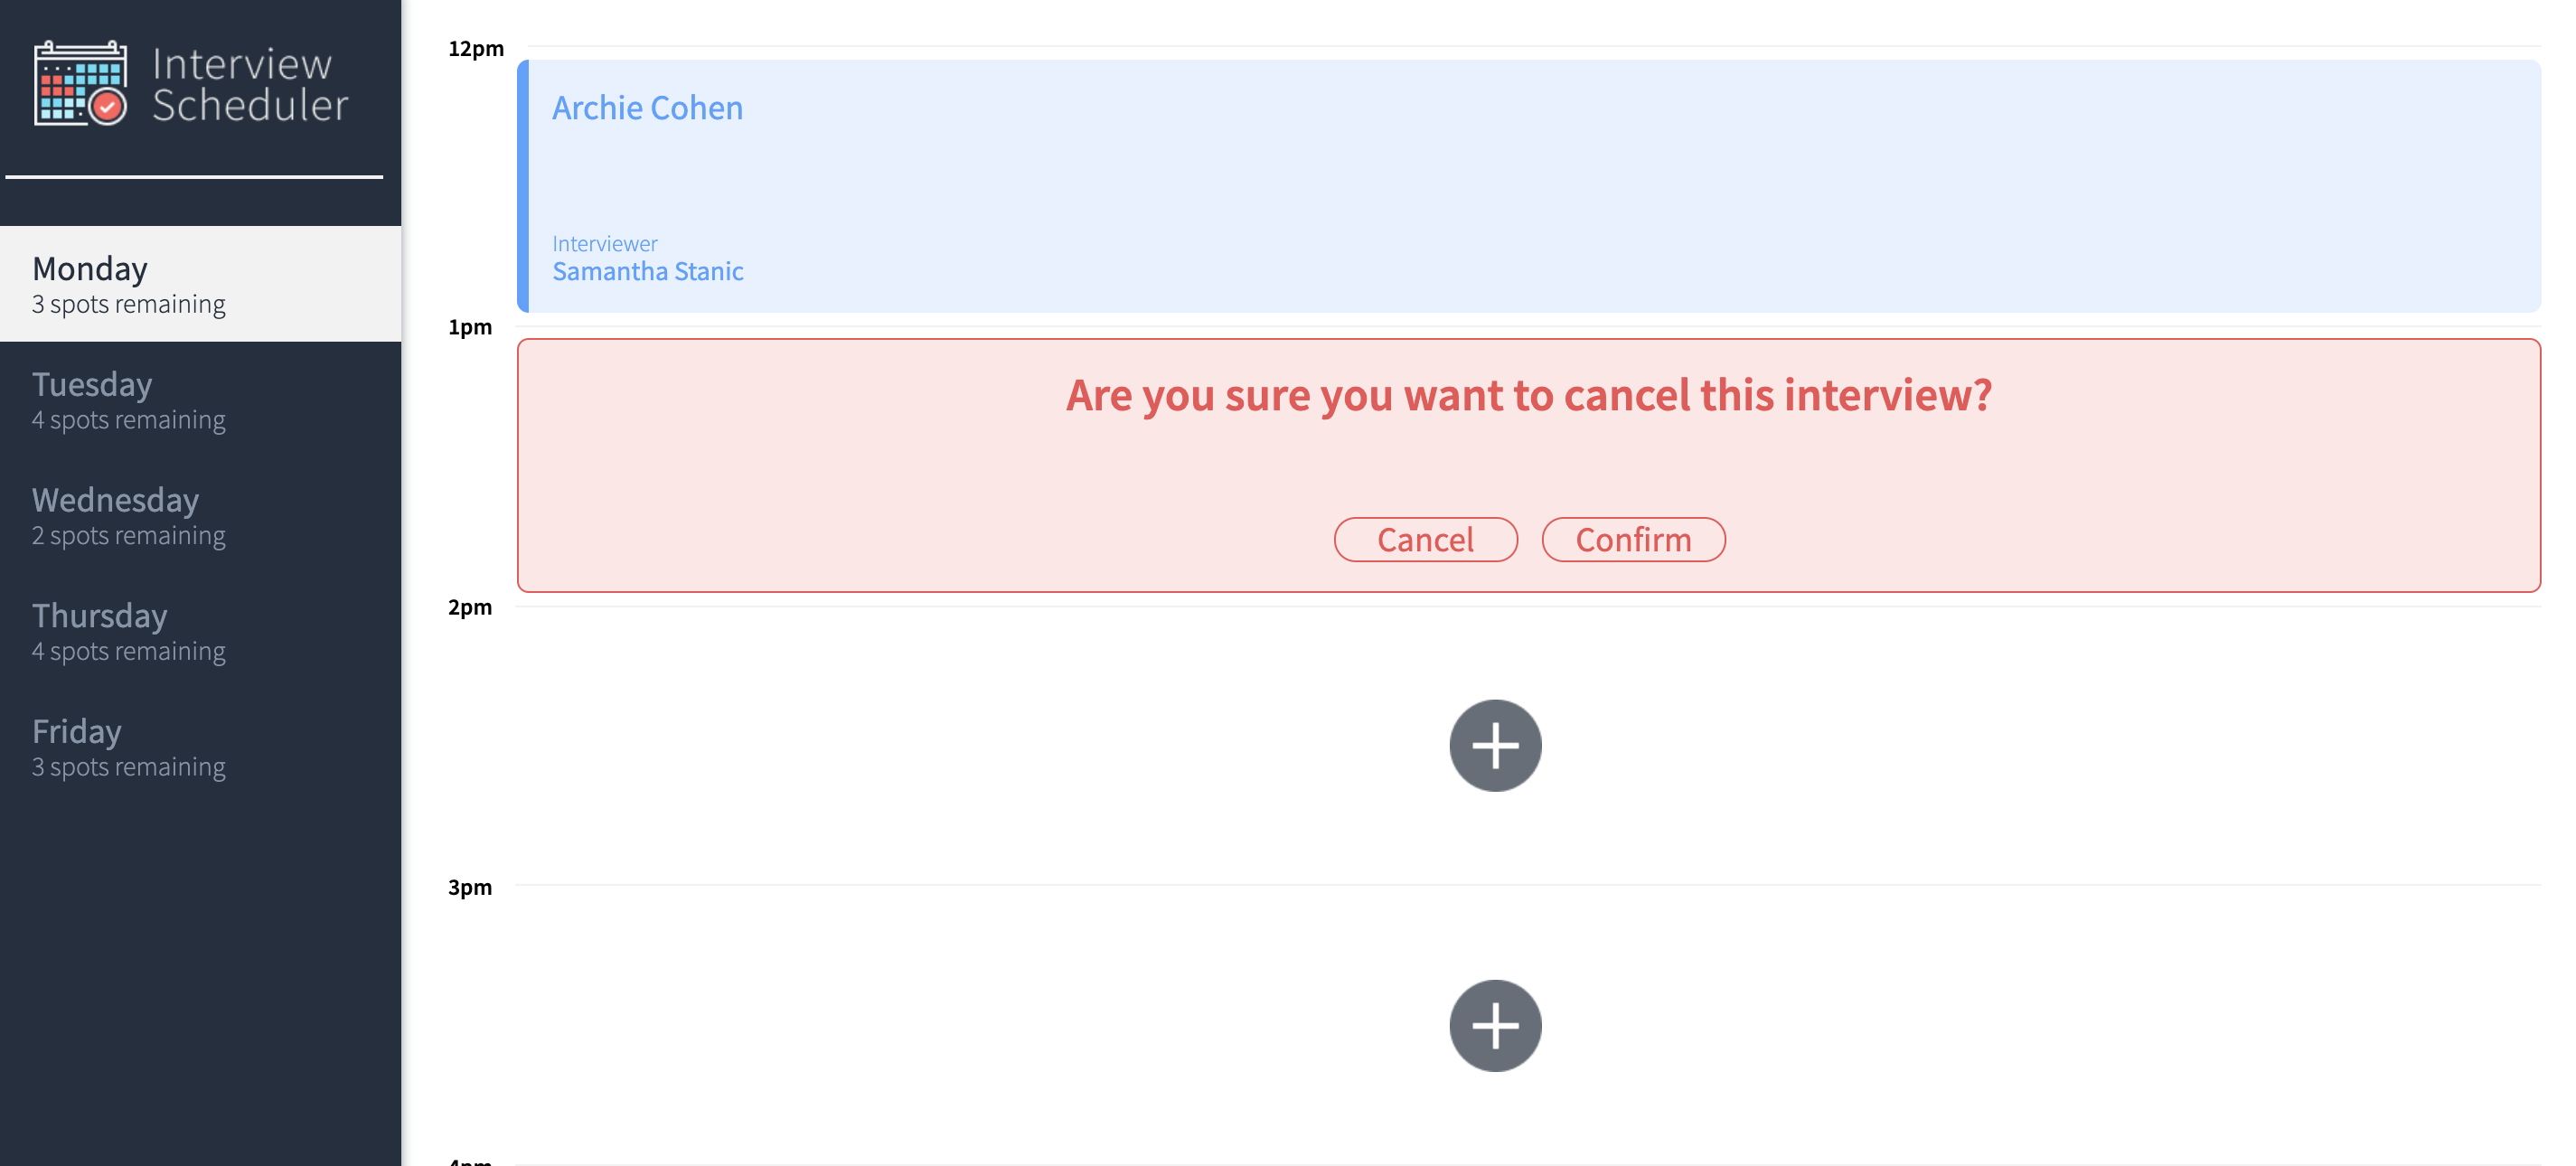 Interview
Scheduler
Monday
3 spots remaining
Tuesday
4 spots remaining
Wednesday
2 spots remaining
Thursday
4 spots remaining
Friday
3 spots remaining
12pm
Archie Cohen
Interviewer
Samantha Stanic
1pm
Are you sure you want to cancel this interview?
Cancel
Confirm
2pm
3pm
4pm